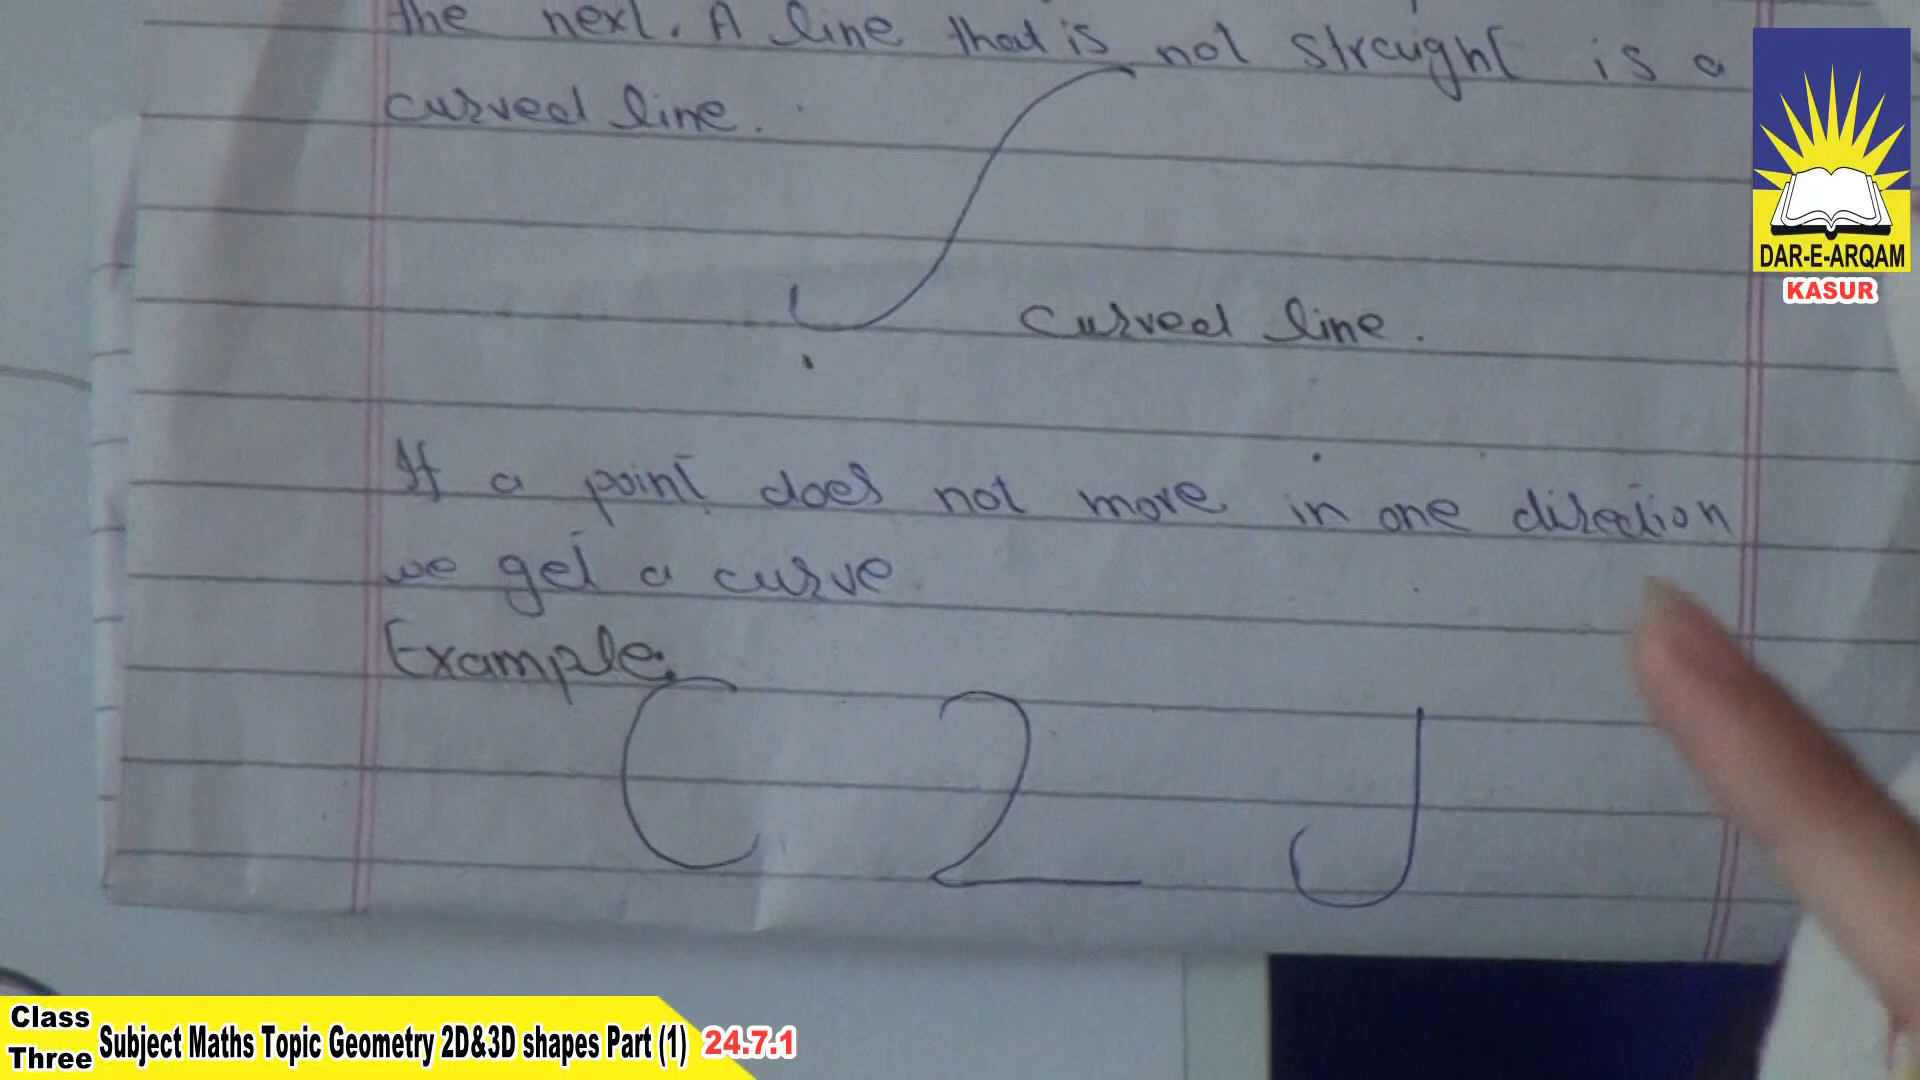 the next. A line that is not straight is a
curved line.
curved line.
If a point does not move in one direction
we get a curve
Example.
C 2 J
DAR-E-ARQAM
KASUR
Class
Three
Subject Maths Topic Geometry 2D&3D shapes Part (1) 24.7.1